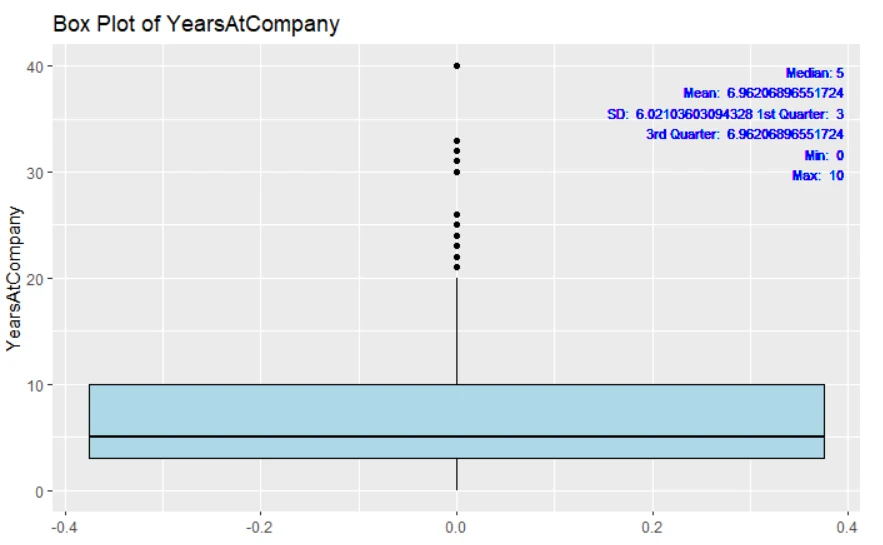 Box Plot of YearsAtCompany
40
Median: 5
Mean: 6.96206896551724
SD: 6.02103603094328 1st Quarter: 3
3rd Quarter: 6.96206896551724
Min: 0
Max: 10
30
YearsAtCompany
20
10
0
-0.4
-0.2
0.0
0.2
0.4